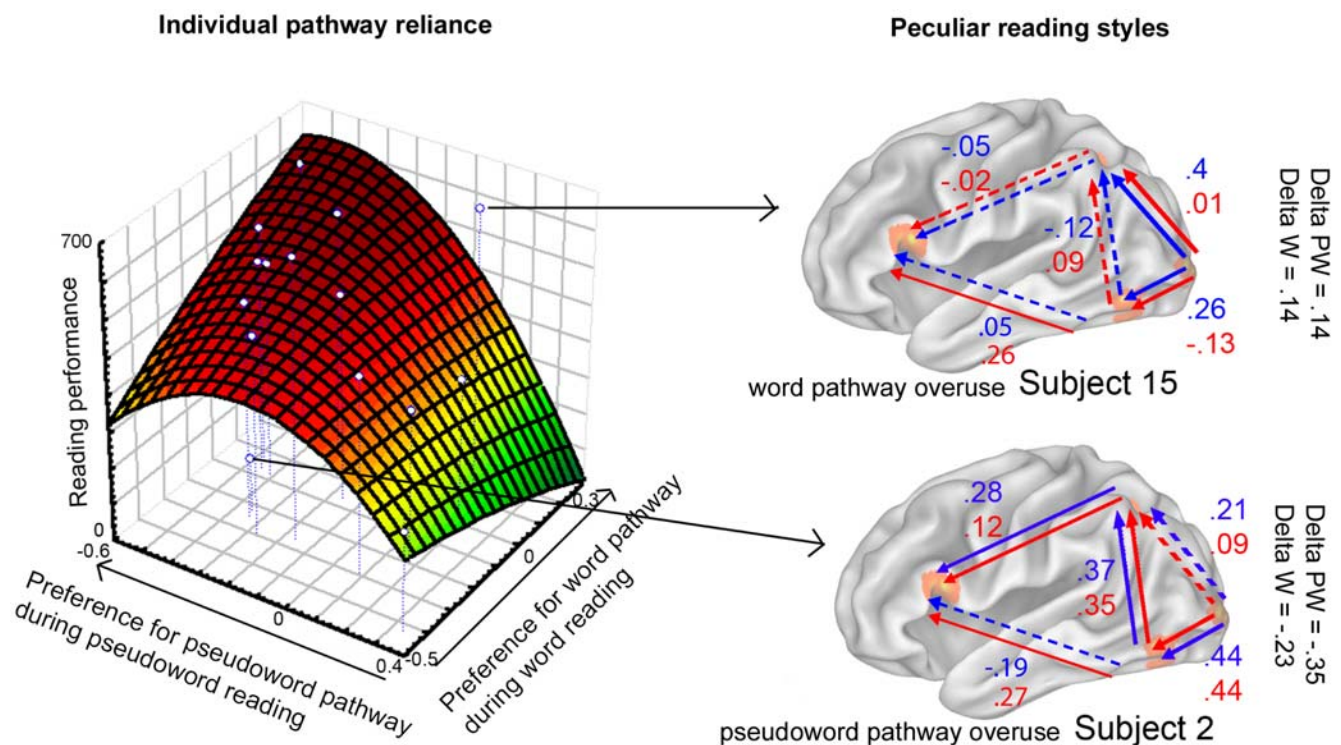 Individual pathway reliance
Peculiar reading styles
700
Reading performance
0
-0.6
0
0.4
Preference for pseudoword pathway
during pseudoword reading
-0.5
0
0.3
Preference for word pathway
during word reading
-.05
-.02
.4
.01
-.12
.09
.05
.26
.26
-.13
Delta PW = .14
Delta W = .14
word pathway overuse Subject 15
.28
.12
.21
.09
.37
.35
-.19
.27
.44
.44
Delta PW = -.35
Delta W = -.23
pseudoword pathway overuse Subject 2